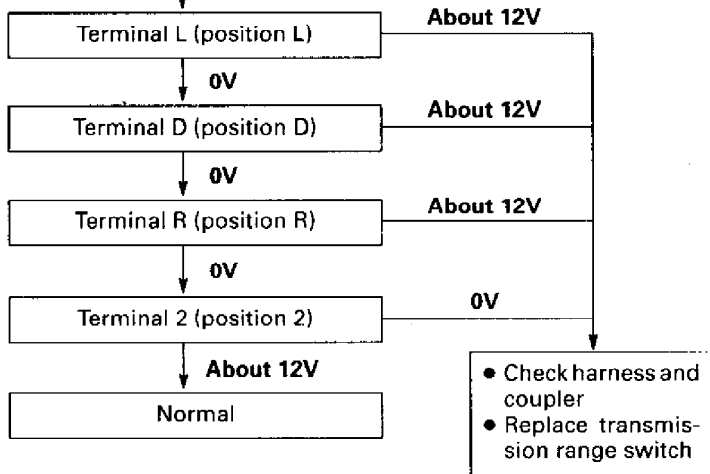 About 12V
Terminal L (position L)
0V
About 12V
Terminal D (position D)
0V
About 12V
Terminal R (position R)
0V
0V
Terminal 2 (position 2)
About 12V
Normal
● Check harness and
coupler
● Replace transmis-
sion range switch